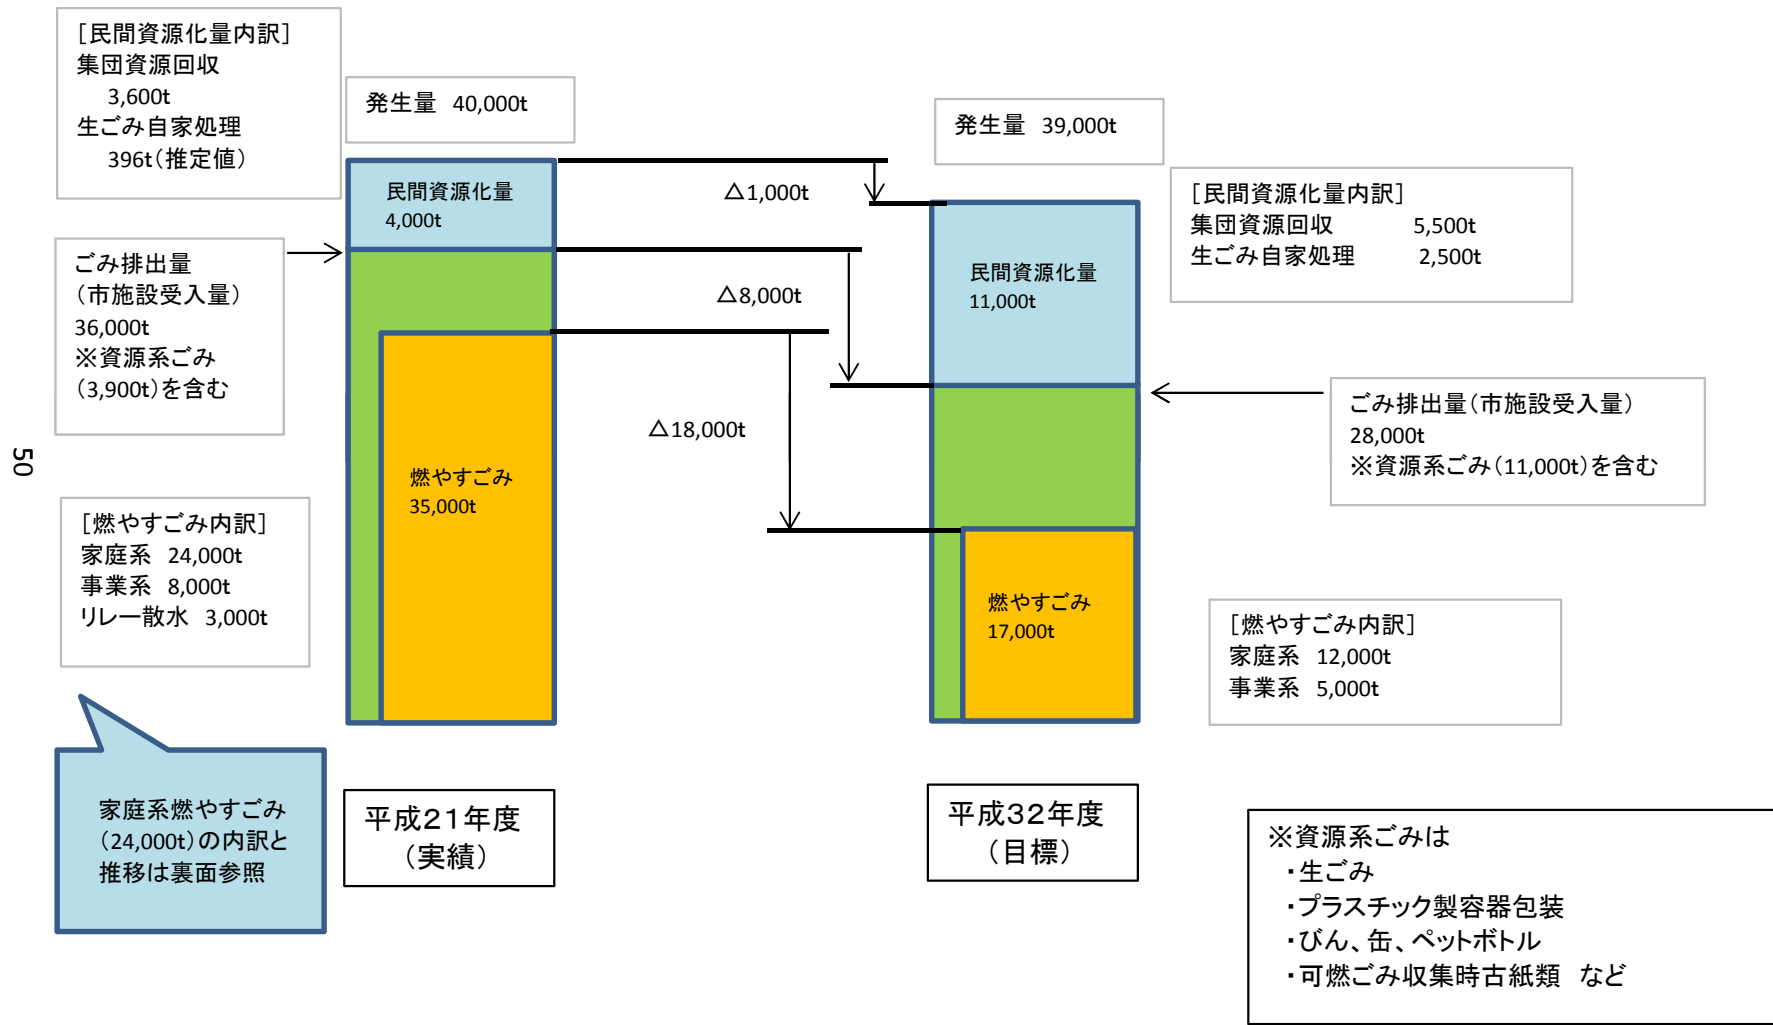 ［民間資源化量内訳］
集団資源回収
3,600t
生ごみ自家処理
396t（推定値）
発生量　40,000t
民間資源化量
4,000t
ごみ排出量
（市施設受入量）
36,000t
※資源系ごみ
（3,900t）を含む
燃やすごみ
35,000t
［燃やすごみ内訳］
家庭系　24,000t
事業系　8,000t
リレー散水　3,000t
家庭系燃やすごみ
（24,000t）の内訳と
推移は裏面参照
平成２１年度
（実績）
△1,000t
△8,000t
△18,000t
発生量　39,000t
民間資源化量
11,000t
［民間資源化量内訳］
集団資源回収　5,500t
生ごみ自家処理　2,500t
ごみ排出量（市施設受入量）
28,000t
※資源系ごみ（11,000t）を含む
燃やすごみ
17,000t
［燃やすごみ内訳］
家庭系　12,000t
事業系　5,000t
平成３２年度
（目標）
※資源系ごみは
・生ごみ
・プラスチック製容器包装
・びん、缶、ペットボトル
・可燃ごみ収集時古紙類　など
50